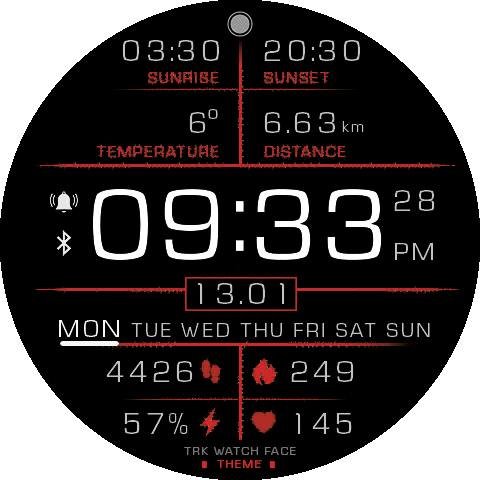 03:30 20:30
SUNRISE SUNSET
6° 6.63 km
TEMPERATURE DISTANCE
09:33 28
PM
13.01
MON TUE WED THU FRI SAT SUN
4426 249
57% 145
TRK WATCH FACE
THEME